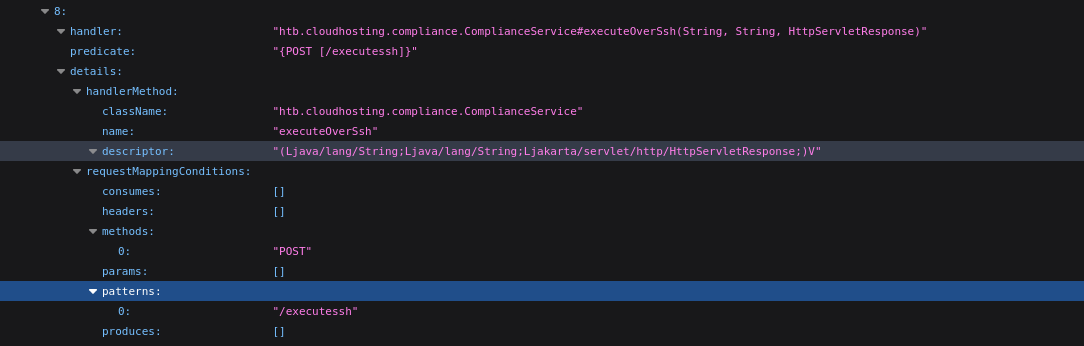 8:
handler: "htb.cloudhosting.compliance.ComplianceService#executeOverSsh(String, String, HttpServletResponse)"
predicate: "{POST [/executessh]}"
details:
handlerMethod:
className: "htb.cloudhosting.compliance.ComplianceService"
name: "executeOverSsh"
descriptor: "(Ljava/lang/String;Ljava/lang/String;Ljakarta/servlet/http/HttpServletResponse;)V"
requestMappingConditions:
consumes: []
headers: []
methods:
0: "POST"
params: []
patterns:
0: "/executessh"
produces: []